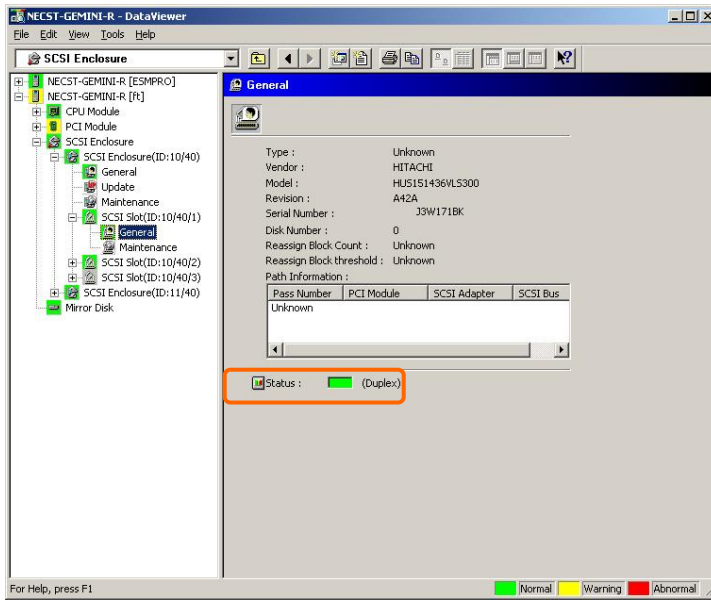 NECST-GEMINI-R - DataViewer
File Edit View Tools Help
SCSI Enclosure
NECST-GEMINI-R [ESMPRO]
NECST-GEMINI-R [ft]
CPU Module
PCI Module
SCSI Enclosure
SCSI Enclosure(ID:10/40)
General
Update
Maintenance
SCSI Slot(ID:10/40/1)
General
Maintenance
SCSI Slot(ID:10/40/2)
SCSI Slot(ID:10/40/3)
SCSI Enclosure(ID:11/40)
Mirror Disk
General
Type : Unknown
Vendor : HITACHI
Model : HUS151436VLS300
Revision : A42A
Serial Number : J3W171BK
Disk Number : 0
Reassign Block Count : Unknown
Reassign Block threshold : Unknown
Path Information :
Pass Number PCI Module SCSI Adapter SCSI Bus
Unknown
Status : (Duplex)
For Help, press F1 Normal Warning Abnormal